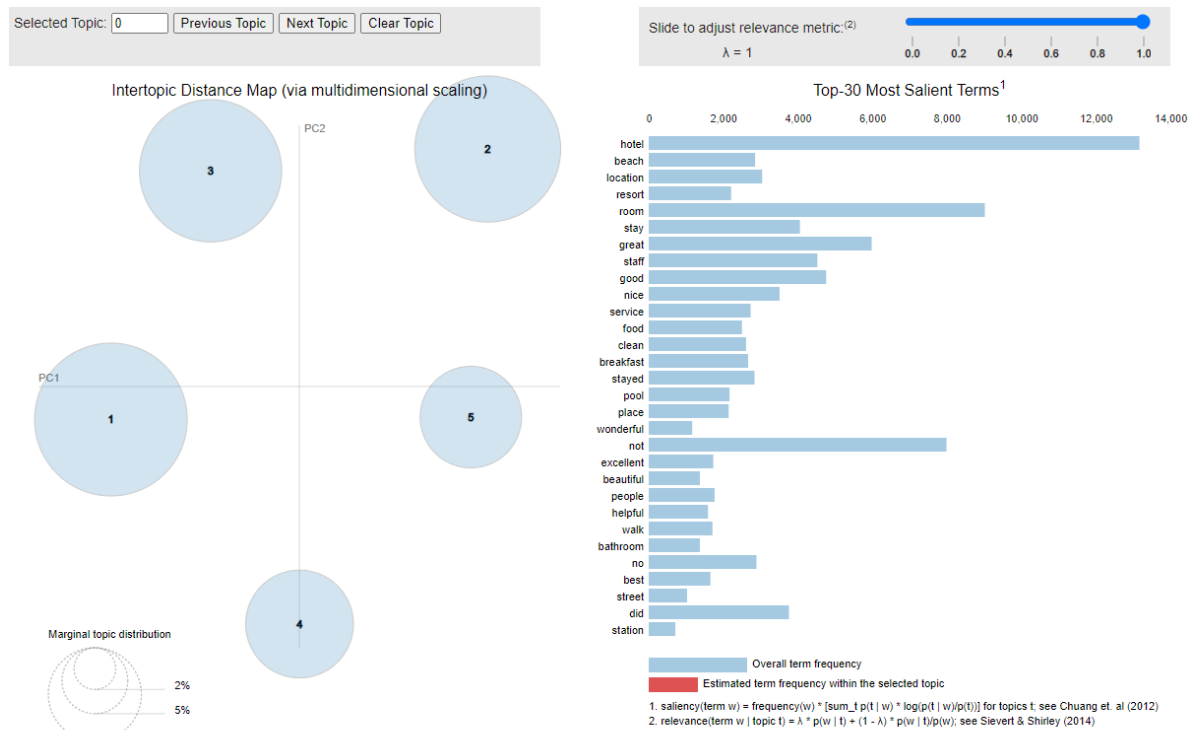 Selected Topic: 0 Previous Topic Next Topic Clear Topic
Slide to adjust relevance metric:(2)
λ = 1
0.0 0.2 0.4 0.6 0.8 1.0
Intertopic Distance Map (via multidimensional scaling)
PC2
PC1
3
2
1
5
4
Marginal topic distribution
2%
5%
Top-30 Most Salient Terms1
0 2,000 4,000 6,000 8,000 10,000 12,000 14,000
hotel
beach
location
resort
room
stay
great
staff
good
nice
service
food
clean
breakfast
stayed
pool
place
wonderful
not
excellent
beautiful
people
helpful
walk
bathroom
no
best
street
did
station
Overall term frequency
Estimated term frequency within the selected topic
1. saliency(term w) = frequency(w) * [sum_t p(t | w) * log(p(t | w)/p(t))] for topics t; see Chuang et. al (2012)
2. relevance(term w | topic t) = λ * p(w | t) + (1 - λ) * p(w | t)/p(w); see Sievert & Shirley (2014)